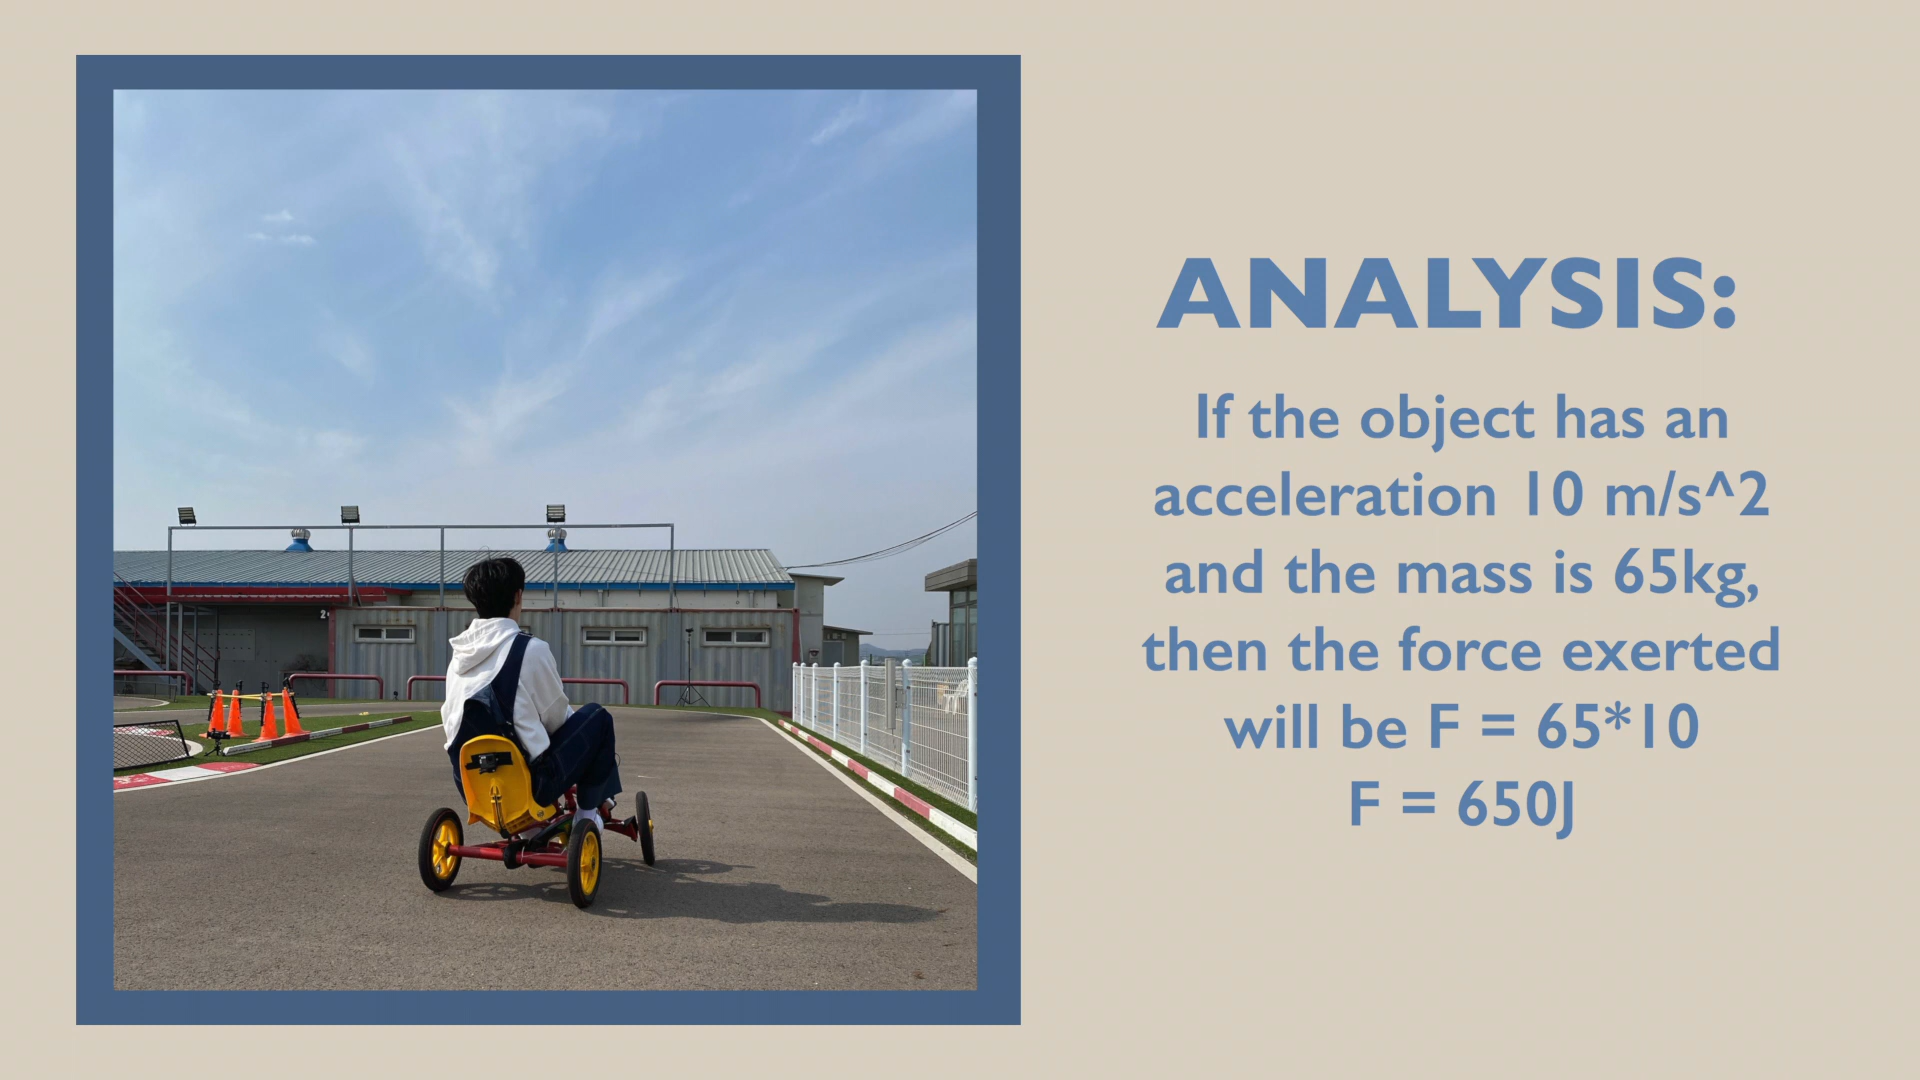 ANALYSIS:
If the object has an
acceleration 10 m/s^2
and the mass is 65kg,
then the force exerted
will be F = 65*10
F = 650J